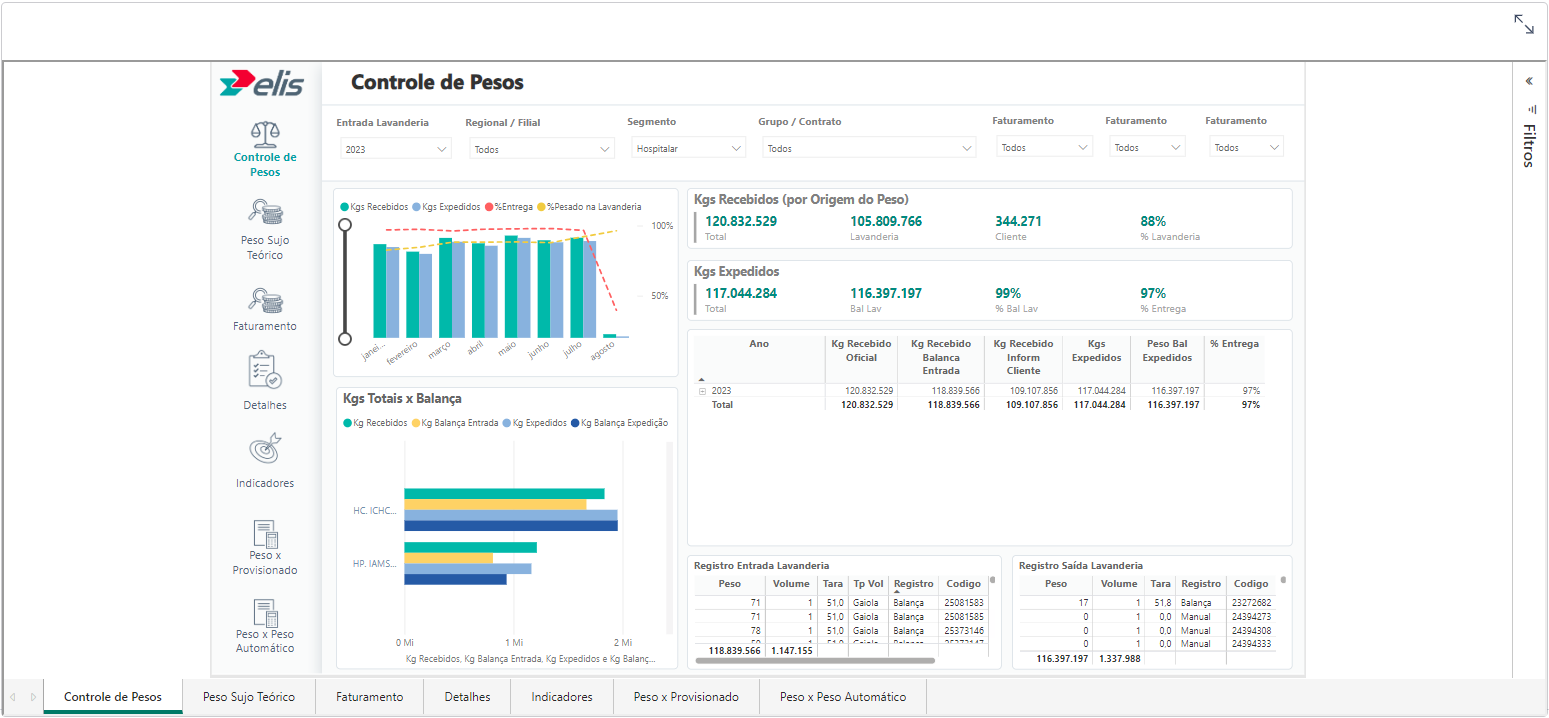 elis
Controle de Pesos
Entrada Lavanderia
2023
Regional / Filial
Todos
Segmento
Hospitalar
Grupo / Contrato
Todos
Faturamento
Todos
Faturamento
Todos
Faturamento
Todos
Filtros
Controle de
Pesos
Peso Sujo
Teórico
Faturamento
Detalhes
Indicadores
Peso x
Provisionado
Peso x Peso
Automático
Kgs Recebidos Kgs Expedidos %Entrega %Pesado na Lavanderia
100%
50%
janei... fevereiro março abril maio junho julho agosto
Kgs Recebidos (por Origem do Peso)
120.832.529 105.809.766 344.271 88%
Total Lavanderia Cliente % Lavanderia
Kgs Expedidos
117.044.284 116.397.197 99% 97%
Total Bal Lav % Bal Lav % Entrega
Ano Kg Recebido Oficial Kg Recebido Balanca Entrada Kg Recebido Inform Cliente Kgs Expedidos Peso Bal Expedidos % Entrega
2023 120.832.529 118.839.566 109.107.856 117.044.284 116.397.197 97%
Total 120.832.529 118.839.566 109.107.856 117.044.284 116.397.197 97%
Kgs Totais x Balança
Kg Recebidos Kg Balança Entrada Kg Expedidos Kg Balança Expedição
HC. ICHC...
HP. IAMS...
0 Mi 1 Mi 2 Mi
Kg Recebidos, Kg Balança Entrada, Kg Expedidos e Kg Balanç...
Registro Entrada Lavanderia
Peso Volume Tara Tp Vol Registro Codigo
71 1 51,0 Gaiola Balança 25081583
71 1 51,0 Gaiola Balança 25081585
78 1 51,0 Gaiola Balança 25373146
1 51,0 Gaiola Balança
118.839.566 1.147.155
Registro Saída Lavanderia
Peso Volume Tara Registro Codigo
17 1 51,8 Balança 23272682
0 1 0,0 Manual 24394273
0 1 0,0 Manual 24394308
0 1 0,0 Manual 24394333
116.397.197 1.337.988
Controle de Pesos Peso Sujo Teórico Faturamento Detalhes Indicadores Peso x Provisionado Peso x Peso Automático